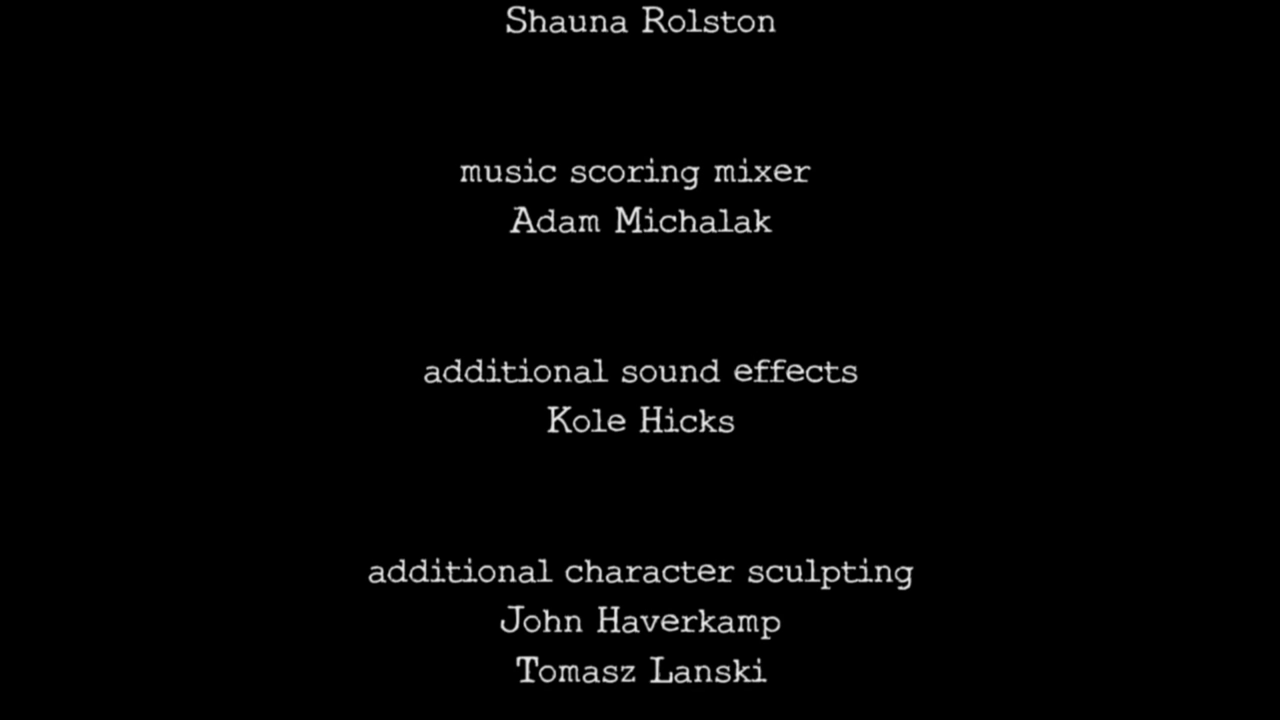 Shauna Rolston
music scoring mixer
Adam Michalak
additional sound effects
Kole Hicks
additional character sculpting
John Haverkamp
Tomasz Lanski